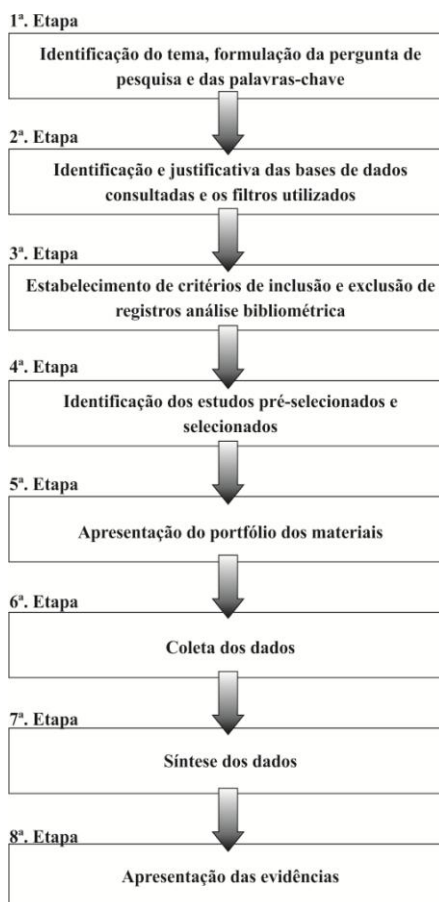 1ª. Etapa
Identificação do tema, formulação da pergunta de
pesquisa e das palavras-chave
2ª. Etapa
Identificação e justificativa das bases de dados
consultadas e os filtros utilizados
3ª. Etapa
Estabelecimento de critérios de inclusão e exclusão de
registros análise bibliométrica
4ª. Etapa
Identificação dos estudos pré-selecionados e
selecionados
5ª. Etapa
Apresentação do portfólio dos materiais
6ª. Etapa
Coleta dos dados
7ª. Etapa
Síntese dos dados
8ª. Etapa
Apresentação das evidências